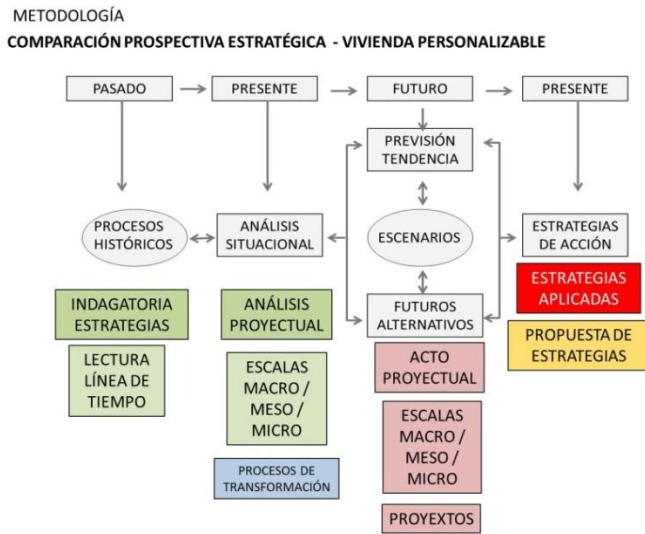 METODOLOGÍA
COMPARACIÓN PROSPECTIVA ESTRATÉGICA - VIVIENDA PERSONALIZABLE
PASADO
PRESENTE
FUTURO
PRESENTE
PREVISIÓN
TENDENCIA
PROCESOS
HISTÓRICOS
ANÁLISIS
SITUACIONAL
ESCENARIOS
ESTRATEGIAS
DE ACCIÓN
FUTUROS
ALTERNATIVOS
INDAGATORIA
ESTRATEGIAS
LECTURA
LÍNEA DE
TIEMPO
ANÁLISIS
PROYECTUAL
ESCALAS
MACRO /
MESO /
MICRO
PROCESOS DE
TRANSFORMACIÓN
ACTO
PROYECTUAL
ESCALAS
MACRO /
MESO /
MICRO
PROYEXTOS
ESTRATEGIAS
APLICADAS
PROPUESTA DE
ESTRATEGIAS